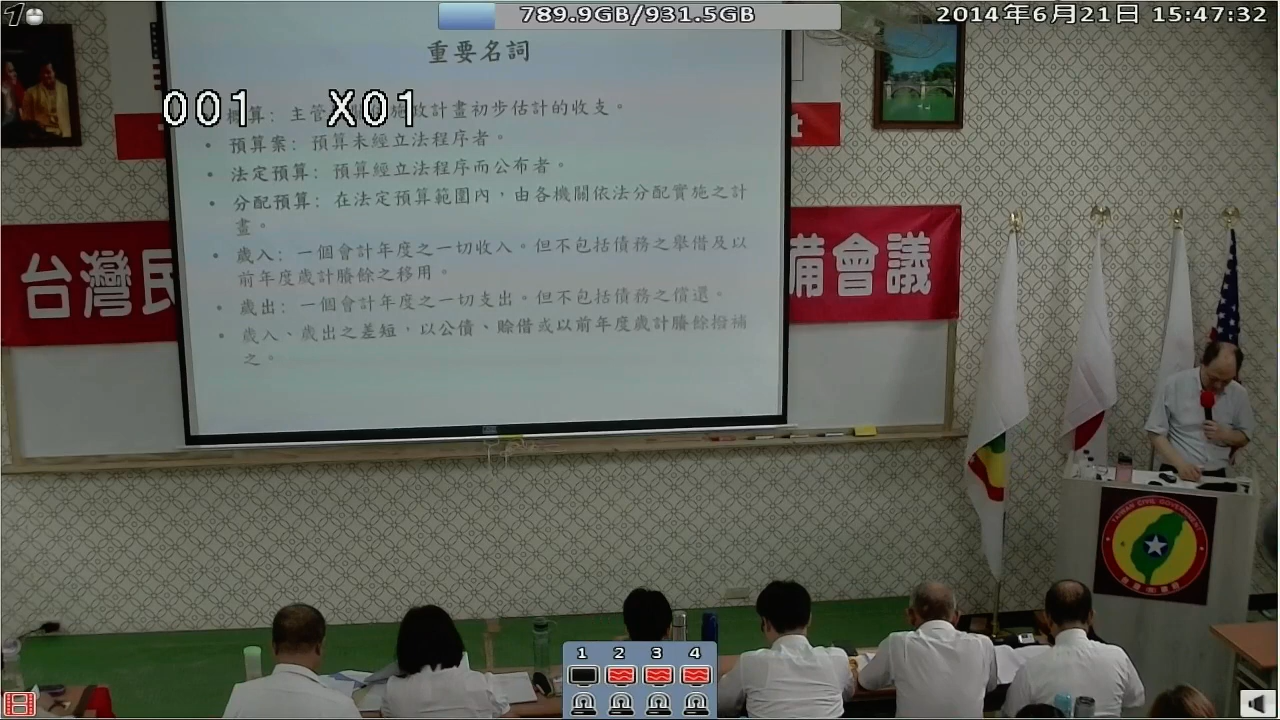 789.9GB/931.5GB
2014年6月21日 15:47:32
重要名詞
001 X01
算：主管 施政計畫初步估計的收支。
• 預算案：預算未經立法程序者。
• 法定預算：預算經立法程序而公布者。
• 分配預算：在法定預算範圍內，由各機關依法分配實施之計
畫。
• 歲入：一個會計年度之一切收入。但不包括債務之舉借及以
前年度歲計賸餘之移用。
• 歲出：一個會計年度之一切支出。但不包括債務之償還。
• 歲入、歲出之差短，以公債、賒借或以前年度歲計賸餘撥補
之。
台灣民
備會議
t
TAIWAN CIVIL GOVERNMENT
1 2 3 4